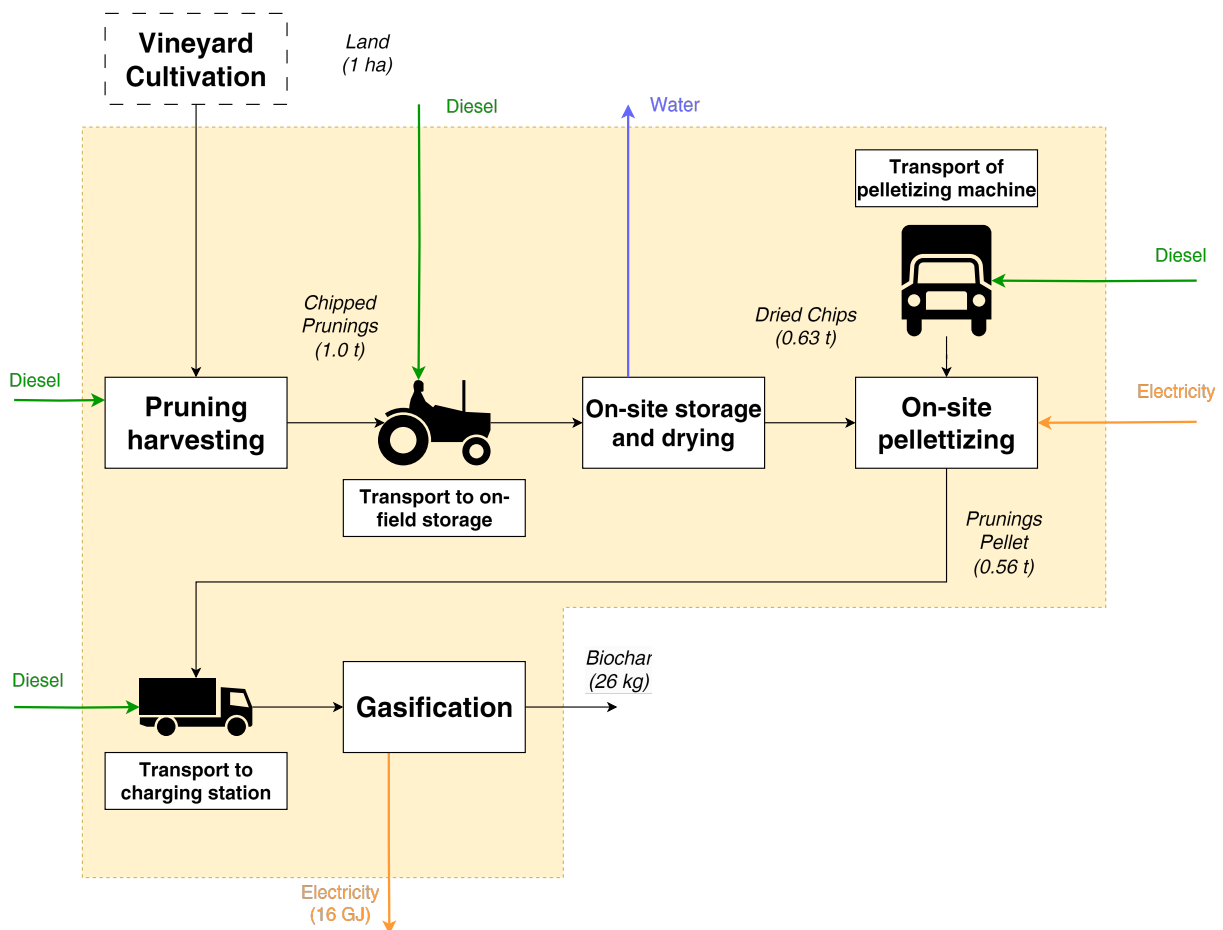 Vineyard
Cultivation
Land
(1 ha)
Diesel
Water
Transport of
pelletizing machine
Diesel
Chipped
Prunings
(1.0 t)
Dried Chips
(0.63 t)
Diesel
Electricity
Pruning
harvesting
On-site storage
and drying
On-site
pellettizing
Transport to on-
field storage
Prunings
Pellet
(0.56 t)
Diesel
Biochar
(26 kg)
Gasification
Transport to
charging station
Electricity
(16 GJ)